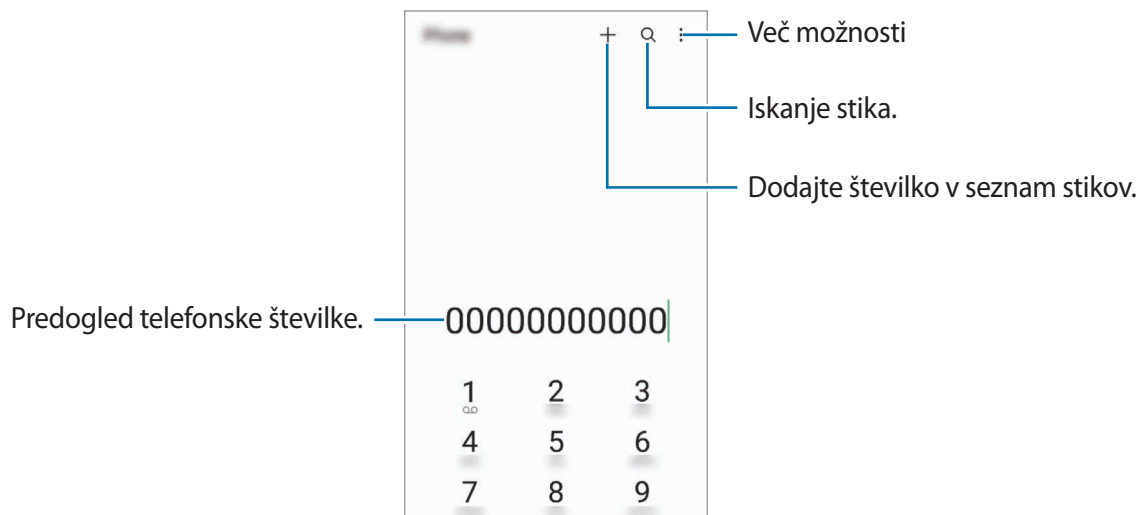 Več možnosti
Iskanje stika.
Dodajte številko v seznam stikov.
Predogled telefonske številke.
00000000000
1 2 3
4 5 6
7 8 9